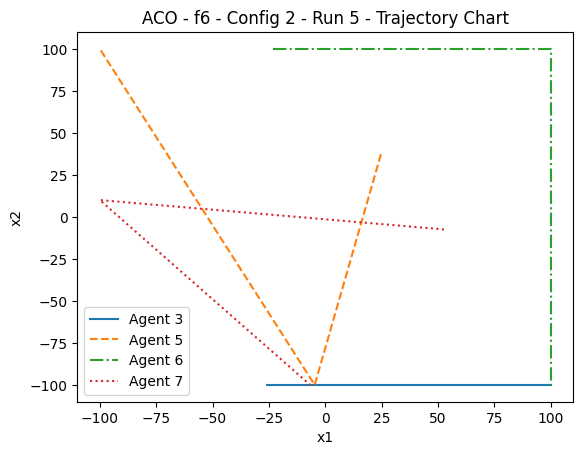 ACO - f6 - Config 2 - Run 5 - Trajectory Chart
x2
100
75
50
25
0
−25
−50
−75
−100
Agent 3
Agent 5
Agent 6
Agent 7
−100
−75
−50
−25
0
25
50
75
100
x1